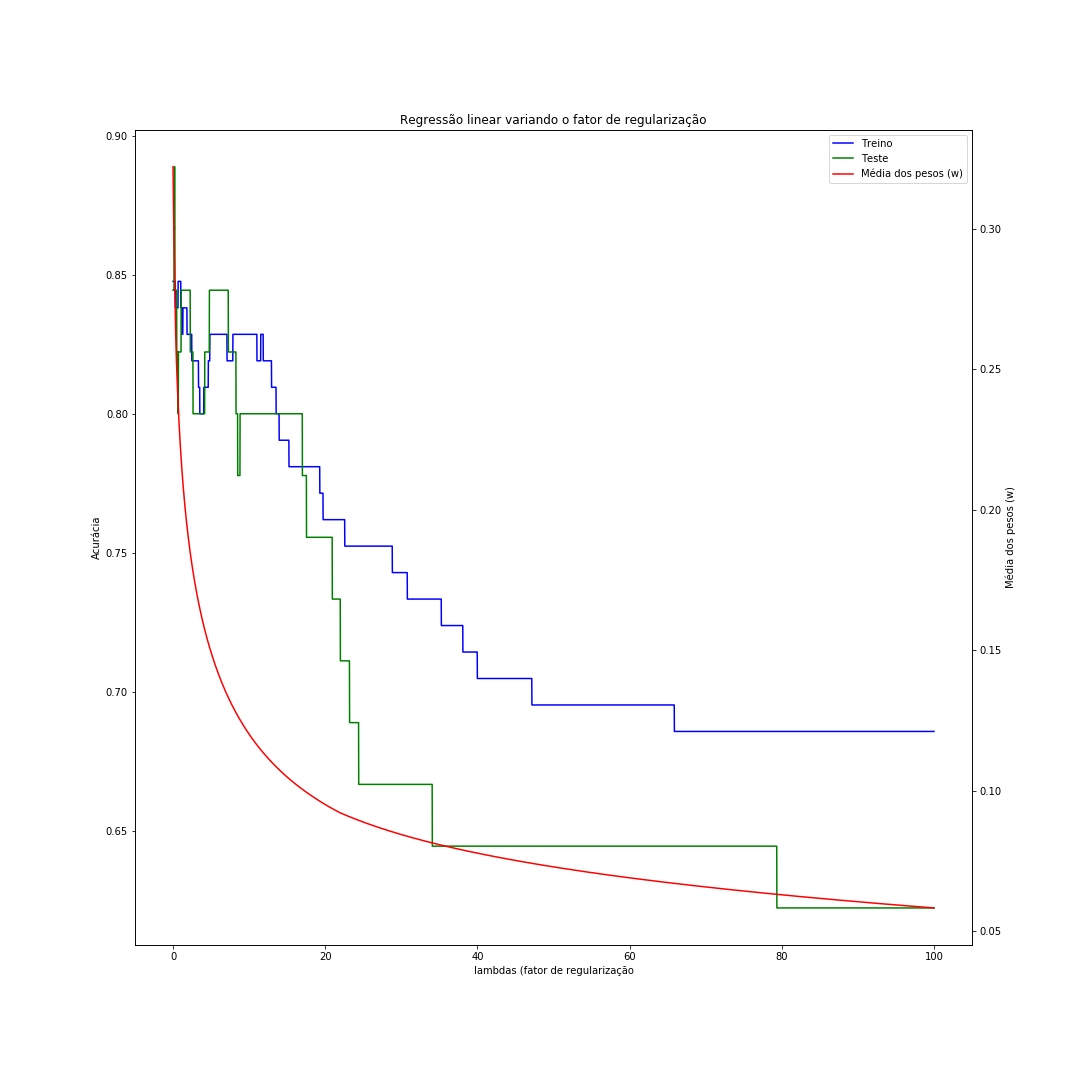 Regressão linear variando o fator de regularização
Treino
Teste
Média dos pesos (w)
0.90
0.85
0.80
0.75
0.70
0.65
Acurácia
0.30
0.25
0.20
0.15
0.10
0.05
Média dos pesos (w)
0
20
40
60
80
100
lambdas (fator de regularização